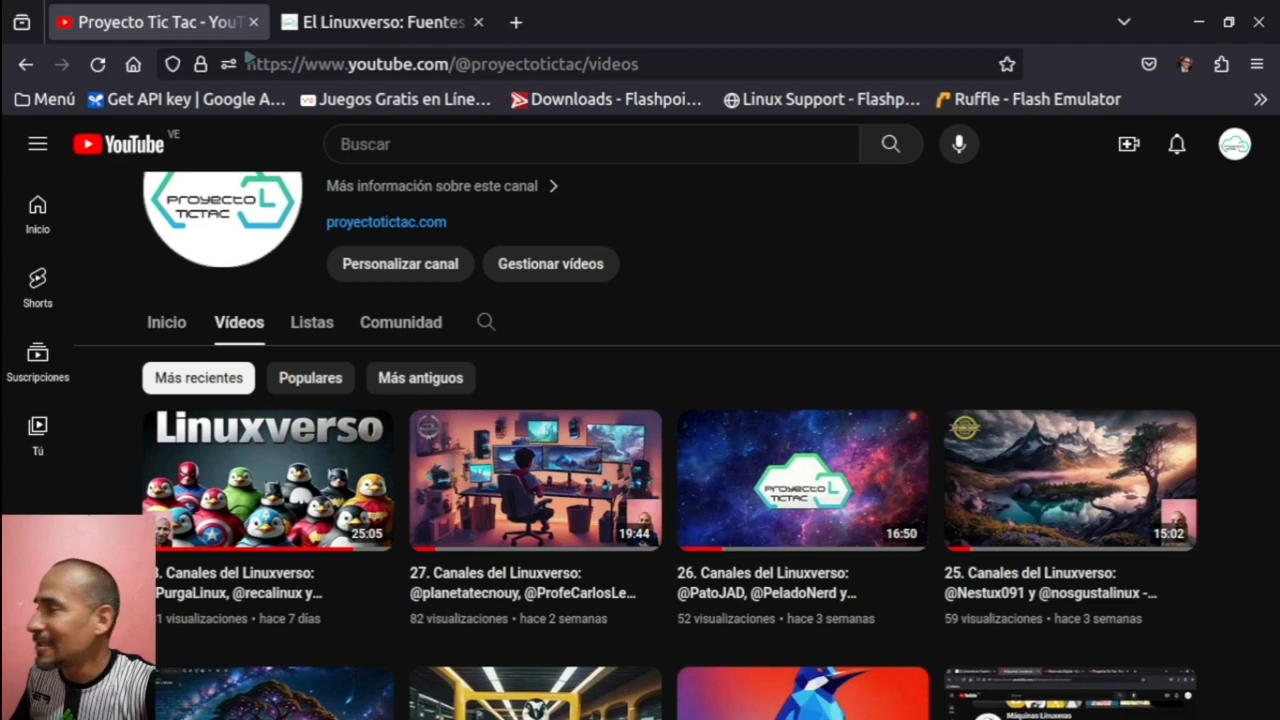 Proyecto Tic Tac - YouT
El Linuxverso: Fuentes
https://www.youtube.com/@proyectotictac/videos
Menú
Get API key | Google A...
Juegos Gratis en Líne...
Downloads - Flashpoi...
Linux Support - Flashp...
Ruffle - Flash Emulator
YouTube VE
Buscar
Más información sobre este canal
proyectotictac.com
Personalizar canal
Gestionar vídeos
PROYECTO
TICTAC
Inicio
Shorts
Suscripciones
Tú
Inicio
Vídeos
Listas
Comunidad
Más recientes
Populares
Más antiguos
Linuxverso
25:05
19:44
PROYECTO
TICTAC
16:50
15:02
. Canales del Linuxverso:
PurgaLinux, @recalinux y...
visualizaciones • hace 7 días
27. Canales del Linuxverso:
@planetatecnouy, @ProfeCarlosLe...
82 visualizaciones • hace 2 semanas
26. Canales del Linuxverso:
@PatoJAD, @PeladoNerd y...
52 visualizaciones • hace 3 semanas
25. Canales del Linuxverso:
@Nestux091 y @nosgustalinux -...
59 visualizaciones • hace 3 semanas
Máquinas Linuxeras